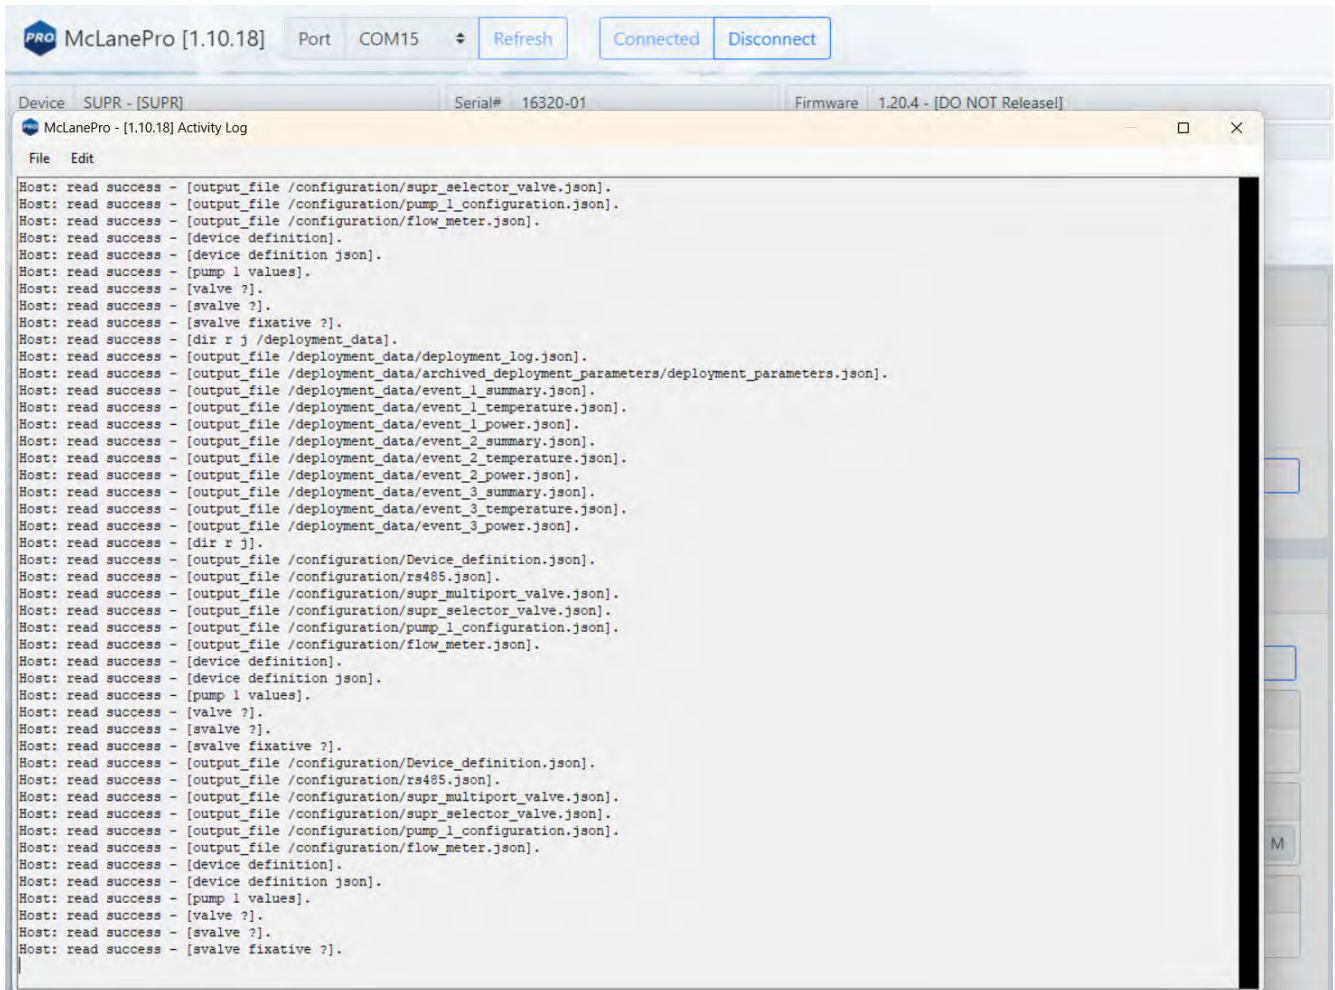 PRO McLanePro [1.10.18] Port COM15 Refresh Connected Disconnect
Device SUPR - [SUPR] Serial# 16320-01 Firmware 1.20.4 - [DO NOT Release!]
PRO McLanePro - [1.10.18] Activity Log
File Edit
Host: read success - [output_file /configuration/supr_selector_valve.json].
Host: read success - [output_file /configuration/pump_1_configuration.json].
Host: read success - [output_file /configuration/flow_meter.json].
Host: read success - [device definition].
Host: read success - [device definition json].
Host: read success - [pump 1 values].
Host: read success - [valve ?].
Host: read success - [svalve ?].
Host: read success - [svalve fixative ?].
Host: read success - [dir r j /deployment_data].
Host: read success - [output_file /deployment_data/deployment_log.json].
Host: read success - [output_file /deployment_data/archived_deployment_parameters/deployment_parameters.json].
Host: read success - [output_file /deployment_data/event_1_summary.json].
Host: read success - [output_file /deployment_data/event_1_temperature.json].
Host: read success - [output_file /deployment_data/event_1_power.json].
Host: read success - [output_file /deployment_data/event_2_summary.json].
Host: read success - [output_file /deployment_data/event_2_temperature.json].
Host: read success - [output_file /deployment_data/event_2_power.json].
Host: read success - [output_file /deployment_data/event_3_summary.json].
Host: read success - [output_file /deployment_data/event_3_temperature.json].
Host: read success - [output_file /deployment_data/event_3_power.json].
Host: read success - [dir r j].
Host: read success - [output_file /configuration/Device_definition.json].
Host: read success - [output_file /configuration/rs485.json].
Host: read success - [output_file /configuration/supr_multiport_valve.json].
Host: read success - [output_file /configuration/supr_selector_valve.json].
Host: read success - [output_file /configuration/pump_1_configuration.json].
Host: read success - [output_file /configuration/flow_meter.json].
Host: read success - [device definition].
Host: read success - [device definition json].
Host: read success - [pump 1 values].
Host: read success - [valve ?].
Host: read success - [svalve ?].
Host: read success - [svalve fixative ?].
Host: read success - [output_file /configuration/Device_definition.json].
Host: read success - [output_file /configuration/rs485.json].
Host: read success - [output_file /configuration/supr_multiport_valve.json].
Host: read success - [output_file /configuration/supr_selector_valve.json].
Host: read success - [output_file /configuration/pump_1_configuration.json].
Host: read success - [output_file /configuration/flow_meter.json].
M
Host: read success - [device definition].
Host: read success - [device definition json].
Host: read success - [pump 1 values].
Host: read success - [valve ?].
Host: read success - [svalve ?].
Host: read success - [svalve fixative ?].